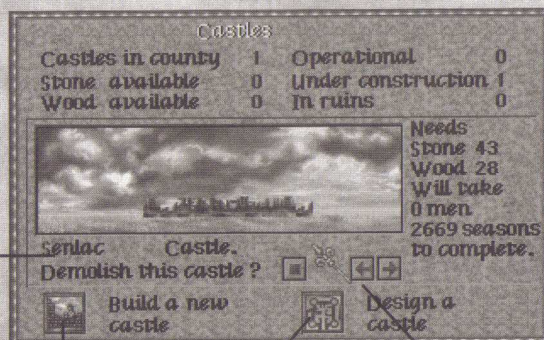 Castles
Castles in county 1 Operational 0
Stone available 0 Under construction 1
Wood available 0 In ruins 0
Needs
Stone 43
Wood 28
Will take
0 men
2669 seasons
to complete.
Senlac Castle.
Demolish this castle ?
Build a new
castle
Design a
castle